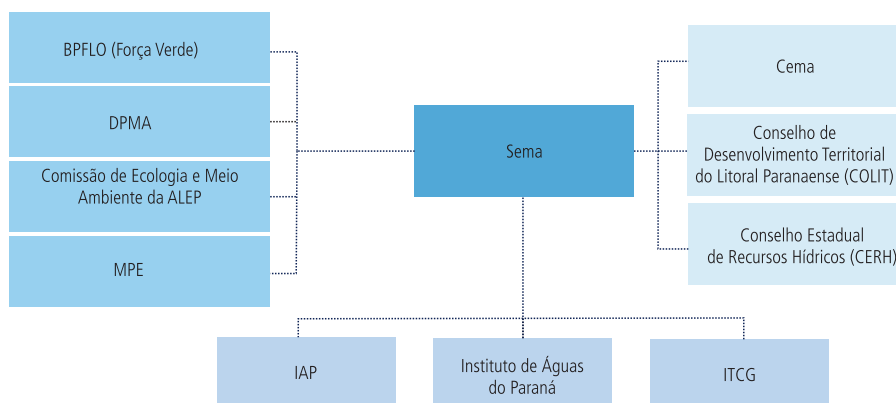 BPFLO (Força Verde)
DPMA
Comissão de Ecologia e Meio
Ambiente da ALEP
MPE
Sema
Cema
Conselho de
Desenvolvimento Territorial
do Litoral Paranaense (COLIT)
Conselho Estadual
de Recursos Hídricos (CERH)
IAP
Instituto de Águas
do Paraná
ITCG